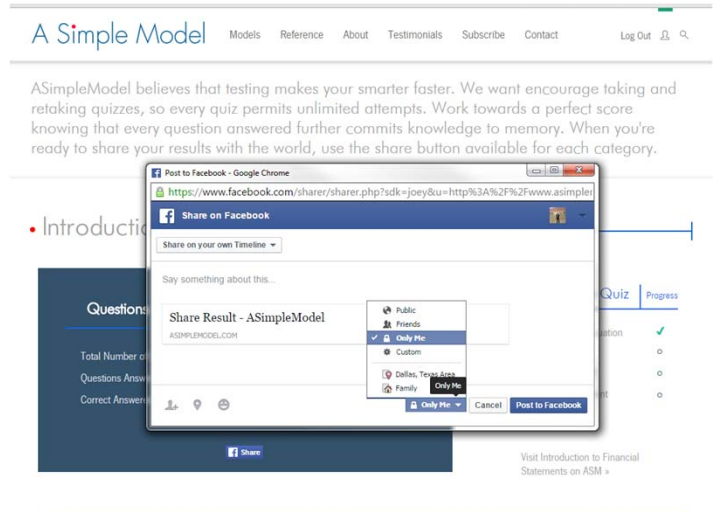 A Simple Model
Models Reference About Testimonials Subscribe Contact Log Out
ASimpleModel believes that testing makes your smarter faster. We want encourage taking and
retaking quizzes, so every quiz permits unlimited attempts. Work towards a perfect score
knowing that every question answered further commits knowledge to memory. When you're
ready to share your results with the world, use the share button available for each category.
Post to Facebook - Google Chrome
https://www.facebook.com/sharer/sharer.php?sdk=joey&u=http%3A%2F%2Fwww.asimple
Share on Facebook
Share on your own Timeline
Say something about this...
Share Result - ASimpleModel
ASIMPLEMODEL.COM
Public
Friends
Only Me
Custom
Dallas, Texas Area
Family
Only Me
Only Me Cancel Post to Facebook
Questions
Total Number o
Questions Answ
Correct Answer
Share
Quiz Progress
Visit Introduction to Financial
Statements on ASM »